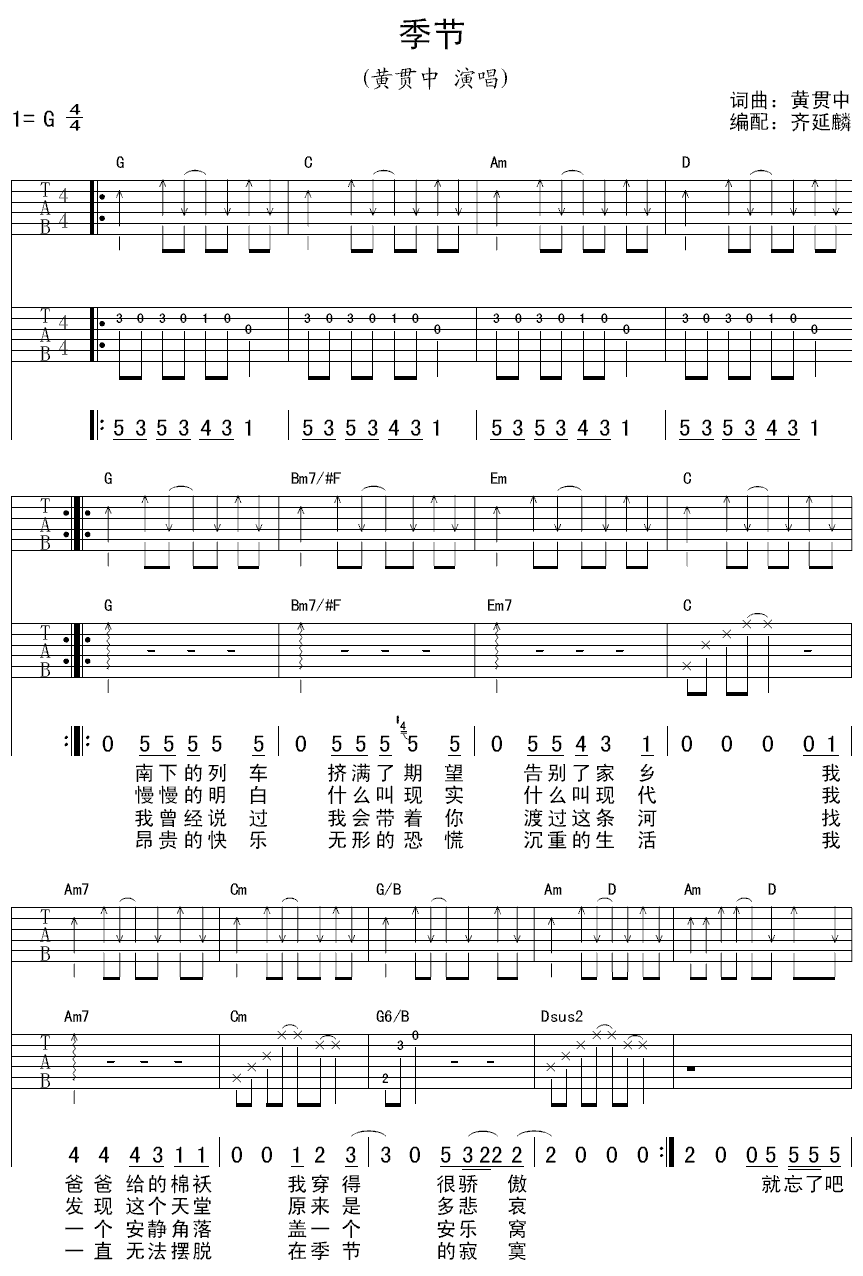 季节
(黄贯中 演唱)
词曲：黄贯中
1= G 4/4
编配：齐延麟
G C Am D
T A B 4 4
T A B 4 4 3 0 3 0 1 0 0 3 0 3 0 1 0 0 3 0 3 0 1 0 0 3 0 3 0 1 0 0
5 3 5 3 4 3 1 5 3 5 3 4 3 1 5 3 5 3 4 3 1 5 3 5 3 4 3 1
G Bm7/#F Em C
T A B
G Bm7/#F Em7 C
T A B
0 5 5 5 5 5 0 5 5 5 4 5 5 0 5 5 4 3 1 0 0 0 0 1
南下的列车 挤满了期望 告别了家乡 我
慢慢的明白 什么叫现实 什么叫现代 我
我曾经说过 我会带着你 渡过这条河 找
昂贵的快乐 无形的恐慌 沉重的生活 我
Am7 Cm G/B Am D Am D
T A B
Am7 Cm G6/B Dsus2
T A B 2 3 0
4 4 4 3 1 1 0 0 1 2 3 3 0 5 3 2 2 2 2 0 0 0 2 0 0 5 5 5 5
爸爸给的棉袄 我穿得 很骄傲 就忘了吧
发现这个天堂 原来是 多悲哀
一个安静角落 盖一个 安乐窝
一直无法摆脱 在季节 的寂寞